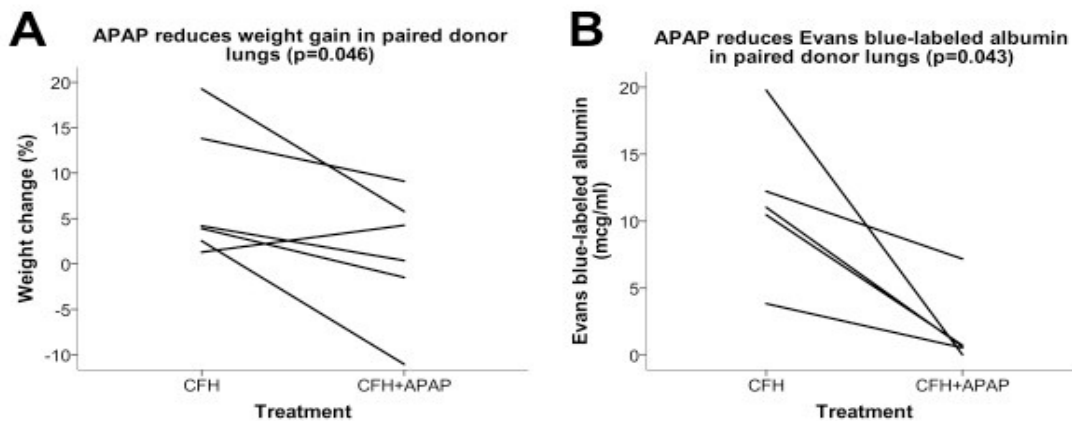 A
APAP reduces weight gain in paired donor
lungs (p=0.046)
Weight change (%)
20
15
10
5
0
-5
-10
CFH
CFH+APAP
Treatment
B
APAP reduces Evans blue-labeled albumin
in paired donor lungs (p=0.043)
Evans blue-labeled albumin
(mcg/ml)
20
15
10
5
0
CFH
CFH+APAP
Treatment